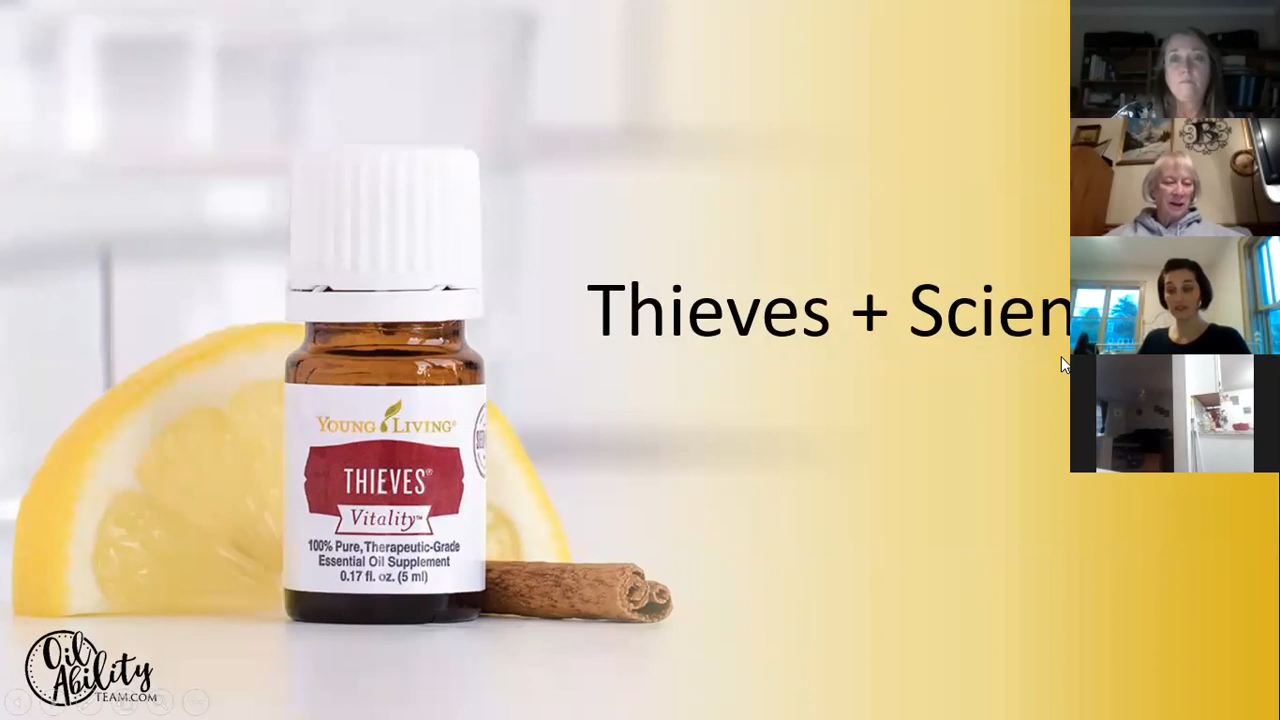 Thieves + Scien
YOUNG LIVING®
THIEVES®
Vitality™
100% Pure, Therapeutic-Grade
Essential Oil Supplement
0.17 fl. oz. (5 ml)
Oil
Ability
TEAM.COM
B